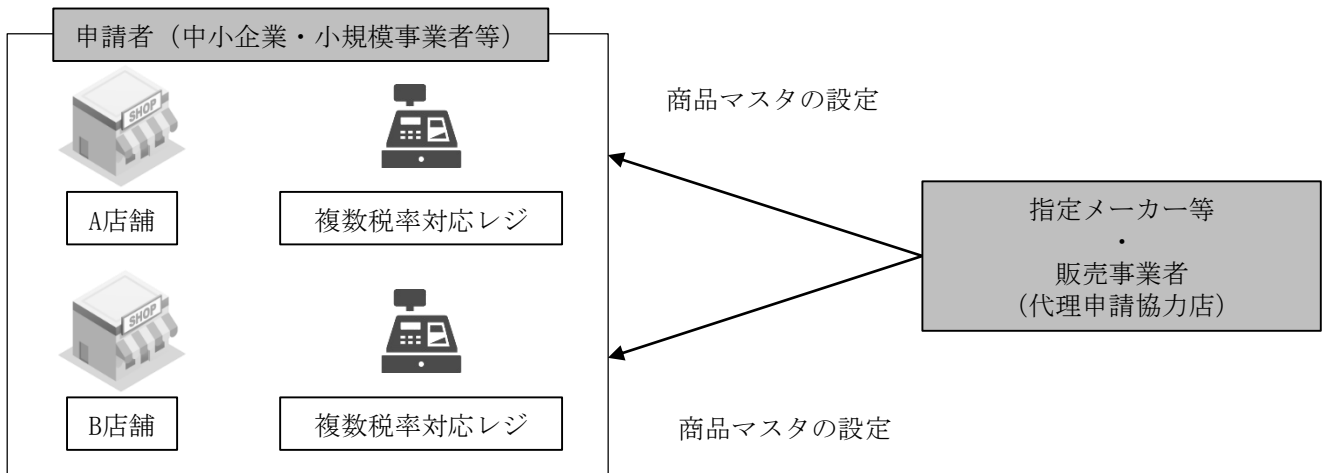 申請者（中小企業・小規模事業者等）
SHOP
商品マスタの設定
A店舗
複数税率対応レジ
指定メーカー等
・
販売事業者
（代理申請協力店）
SHOP
B店舗
複数税率対応レジ
商品マスタの設定